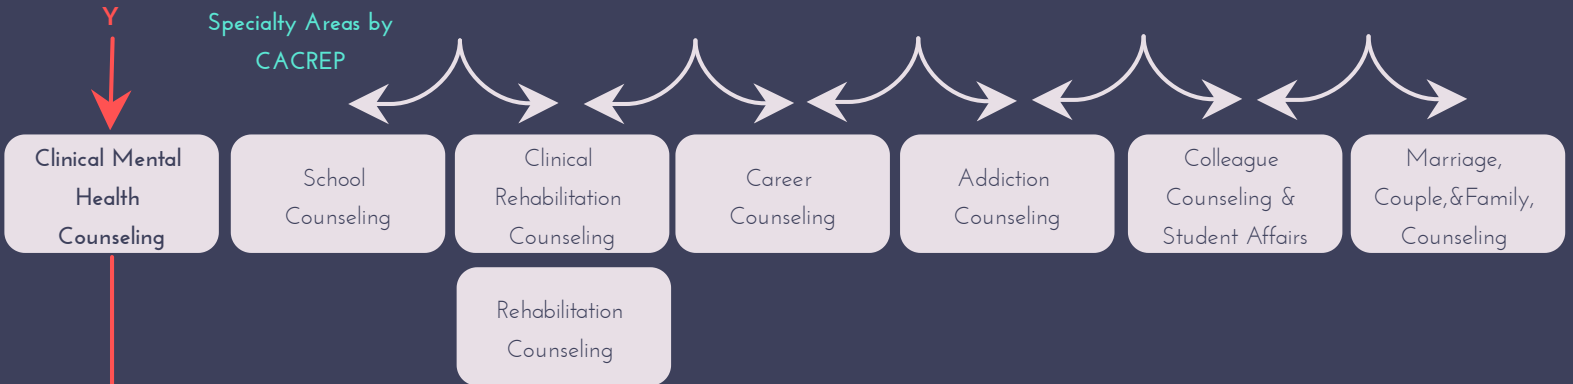 Y
Specialty Areas by
CACREP
Clinical Mental
Health
Counseling
School
Counseling
Clinical
Rehabilitation
Counseling
Career
Counseling
Addiction
Counseling
Colleague
Counseling &
Student Affairs
Marriage,
Couple,&Family,
Counseling
Rehabilitation
Counseling